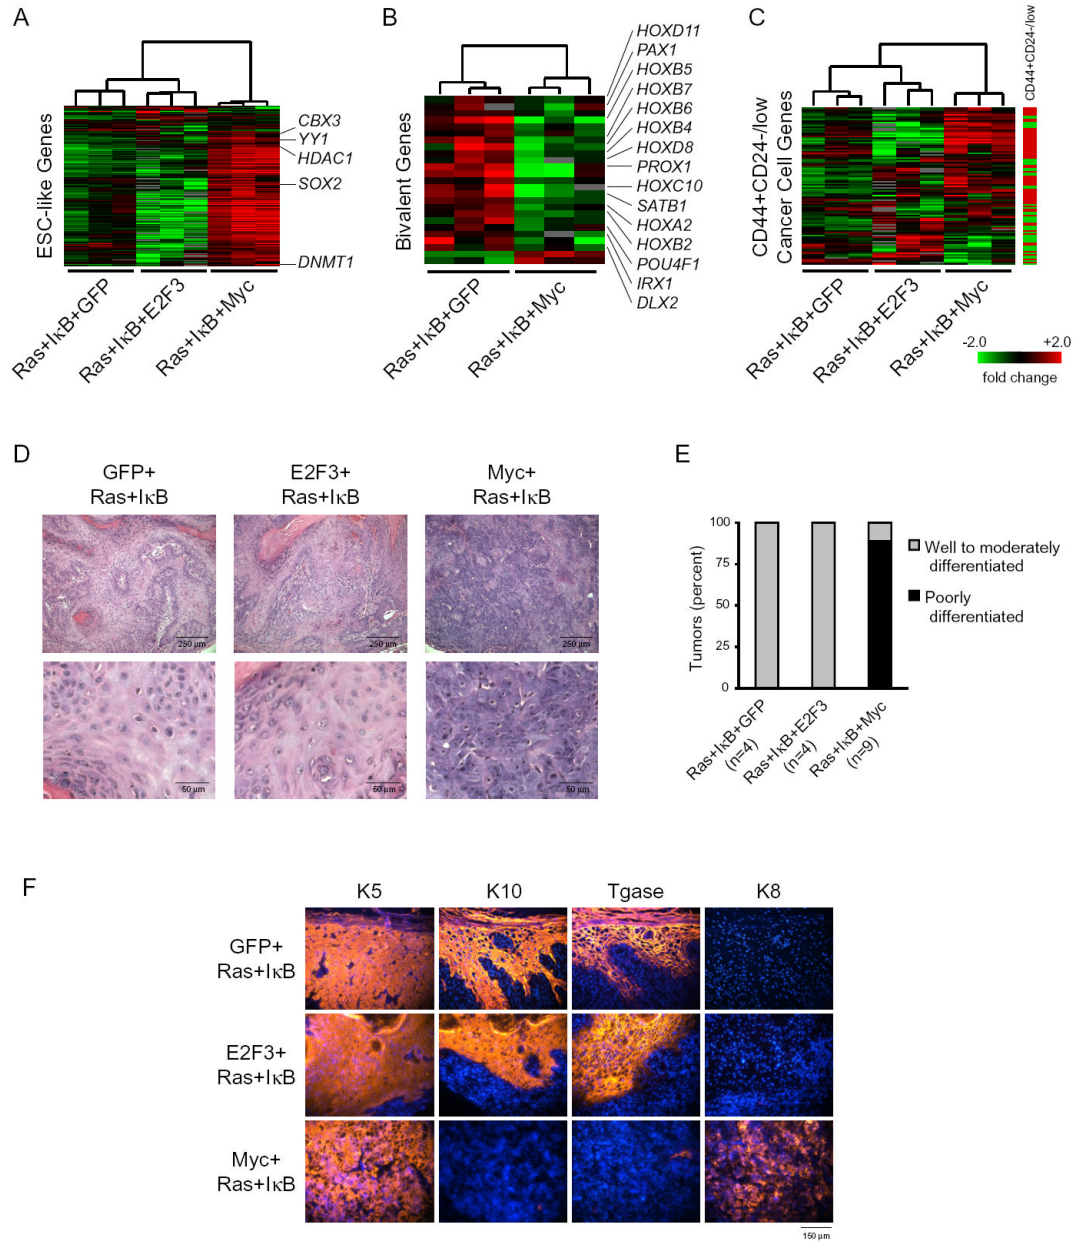 A
ESC-like Genes
CBX3
YY1
HDAC1
SOX2
DNMT1
Ras+IκB+GFP
Ras+IκB+E2F3
Ras+IκB+Myc
B
Bivalent Genes
HOXD11
PAX1
HOXB5
HOXB7
HOXB6
HOXB4
HOXD8
PROX1
HOXC10
SATB1
HOXA2
HOXB2
POU4F1
IRX1
DLX2
Ras+IκB+GFP
Ras+IκB+Myc
C
CD44+CD24-/low
Cancer Cell Genes
CD44+CD24-/low
Ras+IκB+GFP
Ras+IκB+E2F3
Ras+IκB+Myc
-2.0 +2.0
fold change
D
GFP+
Ras+IκB
E2F3+
Ras+IκB
Myc+
Ras+IκB
250 μm
250 μm
250 μm
50 μm
50 μm
50 μm
E
Tumors (percent)
100
75
50
25
0
Well to moderately
differentiated
Poorly
differentiated
Ras+IκB+GFP
(n=4)
Ras+IκB+E2F3
(n=4)
Ras+IκB+Myc
(n=9)
F
K5 K10 Tgase K8
GFP+
Ras+IκB
E2F3+
Ras+IκB
Myc+
Ras+IκB
150 μm